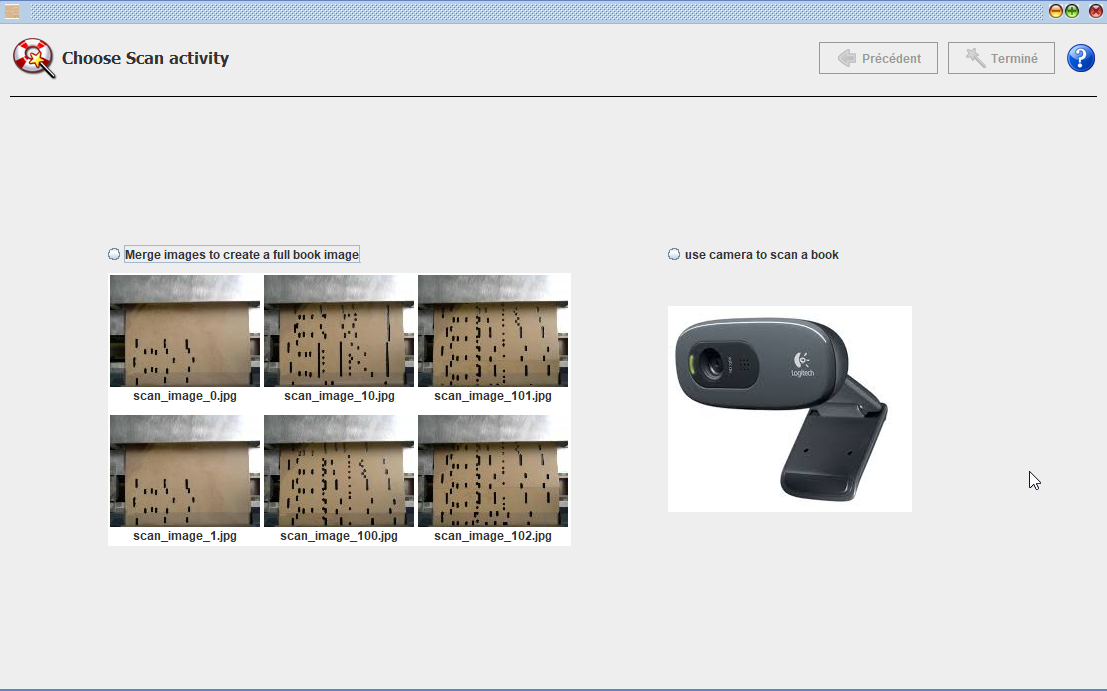 Choose Scan activity
Précédent
Terminé
?
Merge images to create a full book image
use camera to scan a book
scan_image_0.jpg
scan_image_10.jpg
scan_image_101.jpg
Logitech
scan_image_1.jpg
scan_image_100.jpg
scan_image_102.jpg